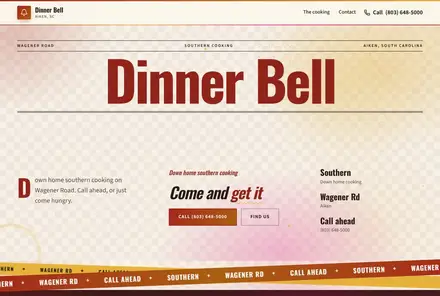 Dinner Bell
AIKEN, SC
The cooking
Contact
Call (803) 648-5000
WAGENER ROAD
SOUTHERN COOKING
AIKEN, SOUTH CAROLINA
Dinner Bell
Down home southern cooking on
Wagener Road. Call ahead, or just
come hungry.
Down home southern cooking
Come and get it
CALL (803) 648-5000
FIND US
Southern
Down home cooking
Wagener Rd
Aiken
Call ahead
(803) 648-5000
WAGENER RD + CALL AHEAD
WAGENER RD + CALL AHEAD + SOUTHERN + WAGENER RD + CALL AHEAD + SOUTHERN + WAGENER